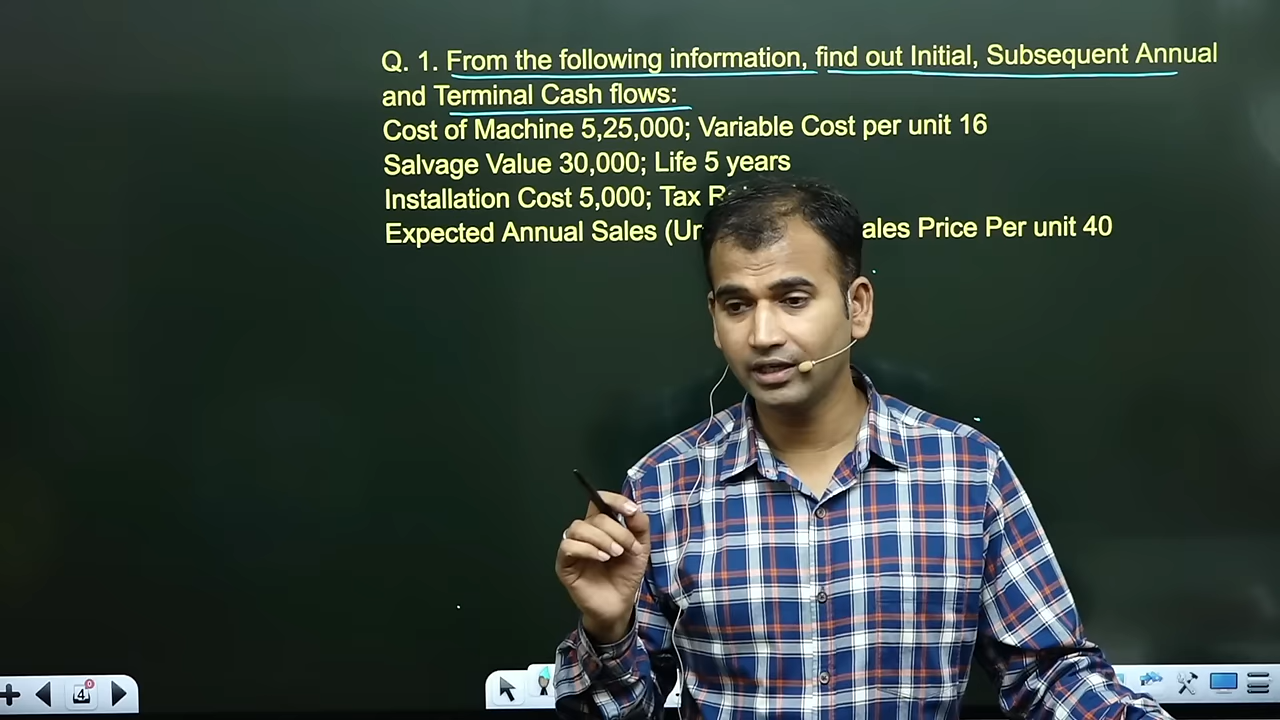 Q. 1. From the following information, find out Initial, Subsequent Annual
and Terminal Cash flows:
Cost of Machine 5,25,000; Variable Cost per unit 16
Salvage Value 30,000; Life 5 years
Installation Cost 5,000; Tax
Expected Annual Sales Price Per unit 40
4
0